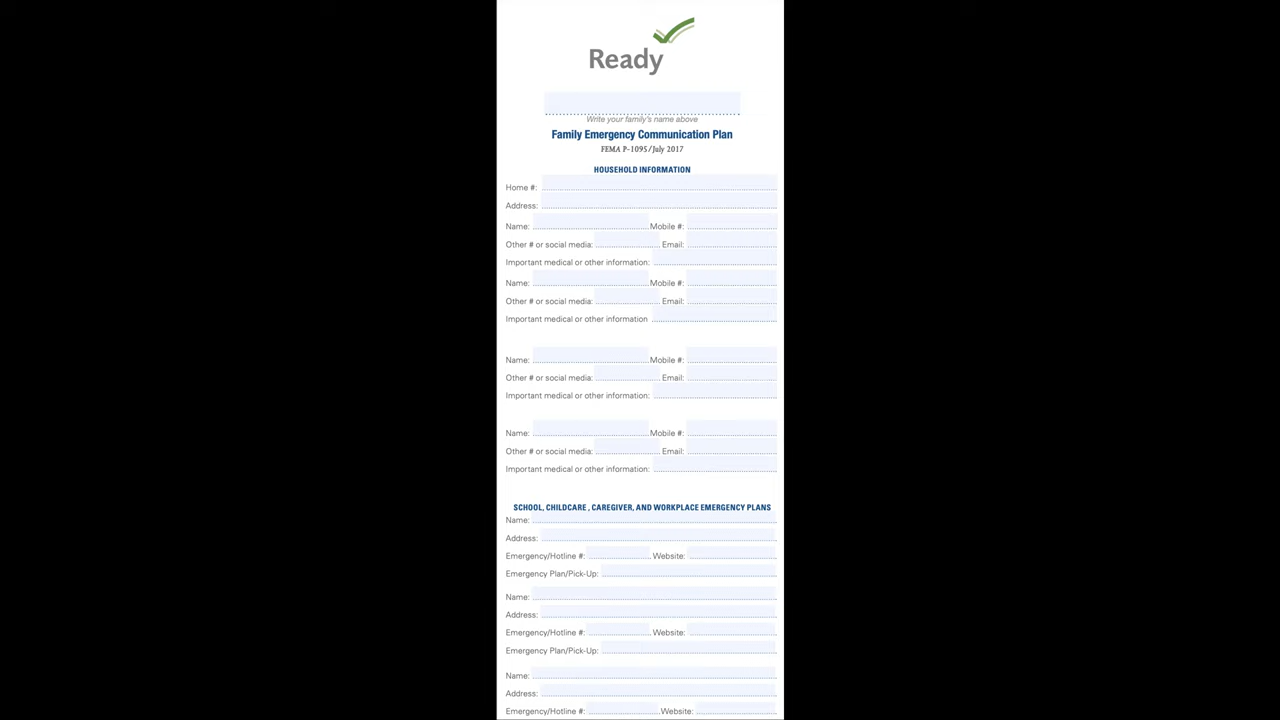 Ready
Write your family's name above
Family Emergency Communication Plan
FEMA P-1095/July 2017
HOUSEHOLD INFORMATION
Home #:
Address:
Name: Mobile #:
Other # or social media: Email:
Important medical or other information:
Name: Mobile #:
Other # or social media: Email:
Important medical or other information
Name: Mobile #:
Other # or social media: Email:
Important medical or other information:
Name: Mobile #:
Other # or social media: Email:
Important medical or other information:
SCHOOL, CHILDCARE , CAREGIVER, AND WORKPLACE EMERGENCY PLANS
Name:
Address:
Emergency/Hotline #: Website:
Emergency Plan/Pick-Up:
Name:
Address:
Emergency/Hotline #: Website:
Emergency Plan/Pick-Up:
Name:
Address:
Emergency/Hotline #: Website: